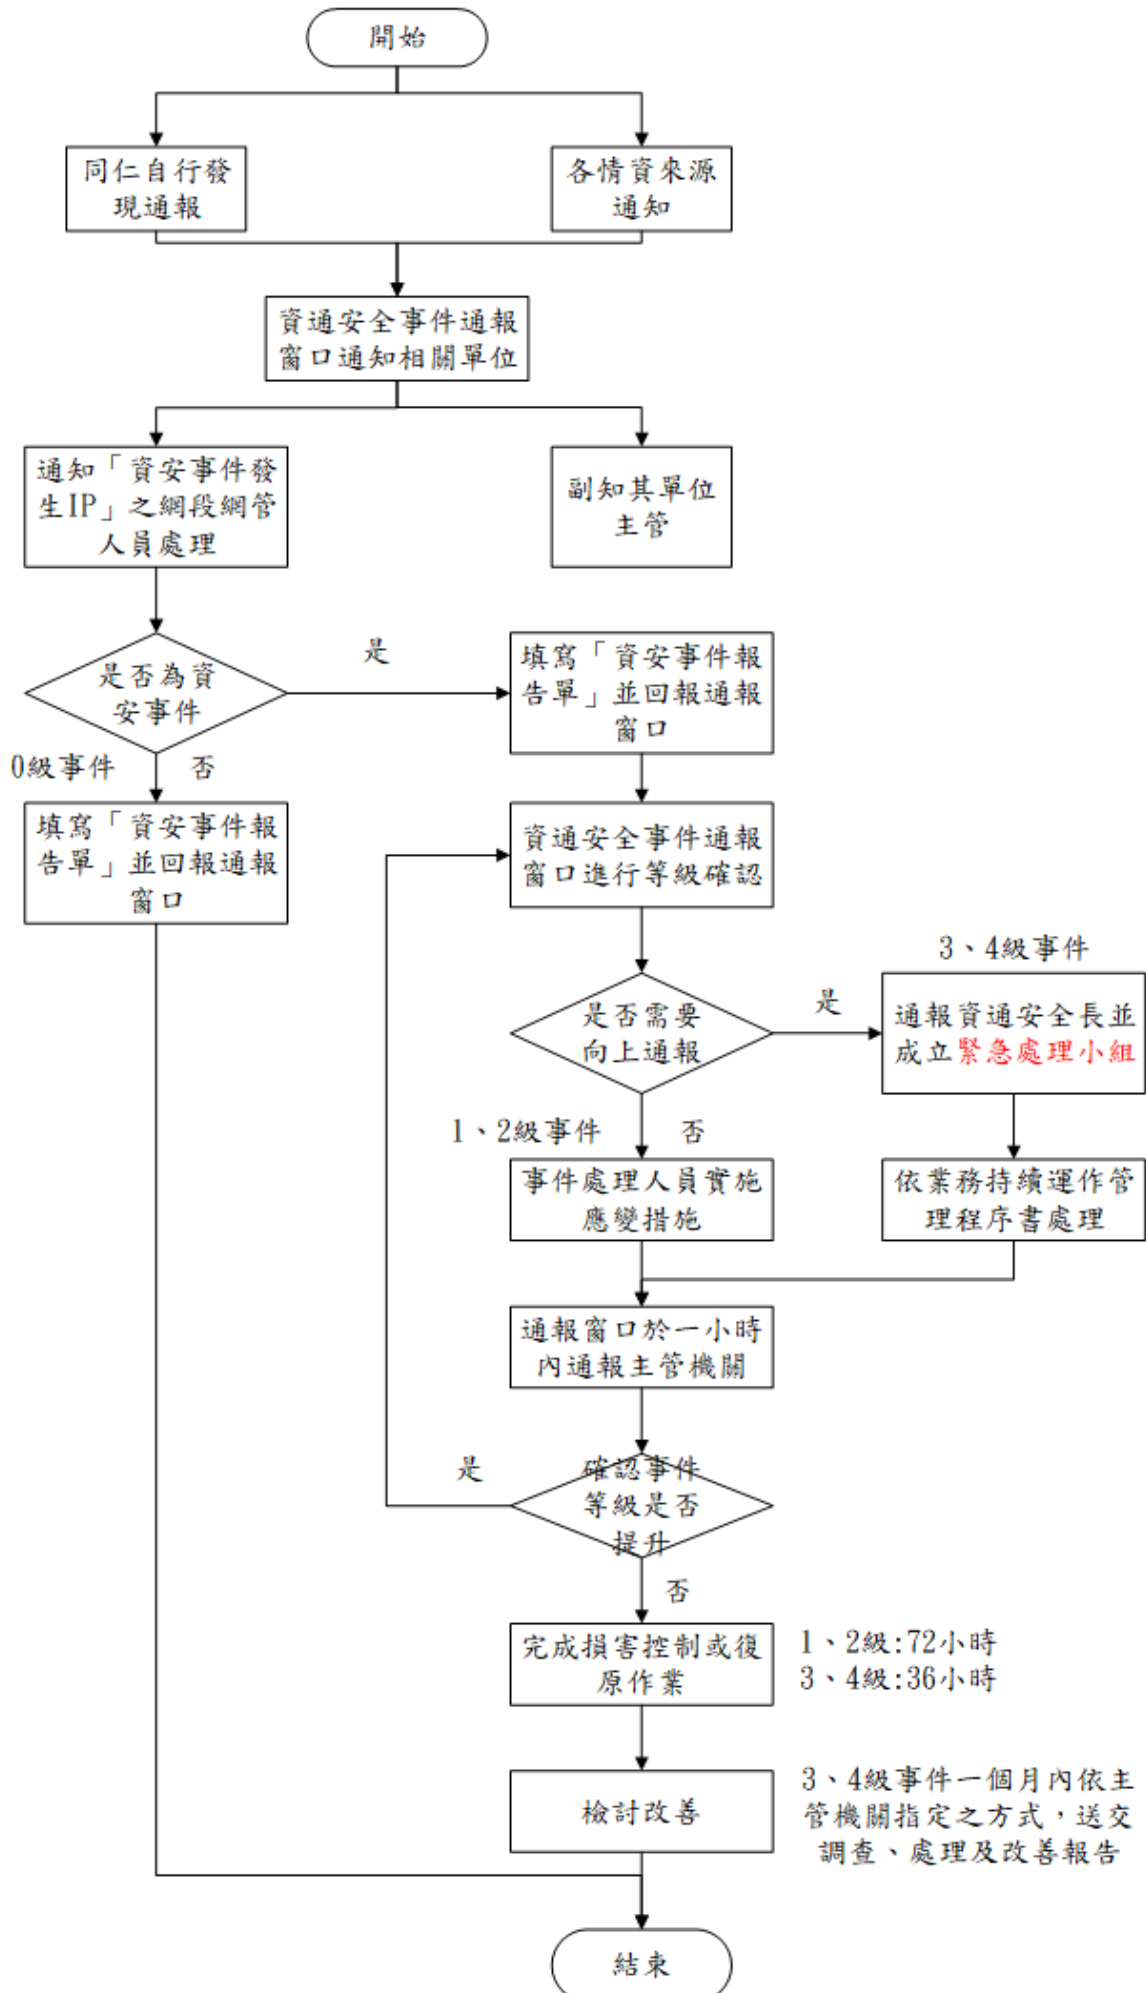 開始
同仁自行發
現通報
各情資來源
通知
資通安全事件通報
窗口通知相關單位
通知「資安事件發
生IP」之網段網管
人員處理
副知其單位
主管
是否為資
安事件
是
填寫「資安事件報
告單」並回報通報
窗口
0級事件
否
填寫「資安事件報
告單」並回報通報
窗口
資通安全事件通報
窗口進行等級確認
是否需要
向上通報
是
3、4級事件
通報資通安全長並
成立緊急處理小組
1、2級事件
否
事件處理人員實施
應變措施
依業務持續運作管
理程序書處理
通報窗口於一小時
內通報主管機關
確認事件
等級是否
提升
是
否
完成損害控制或復
原作業
1、2級:72小時
3、4級:36小時
檢討改善
3、4級事件一個月內依主
管機關指定之方式，送交
調查、處理及改善報告
結束